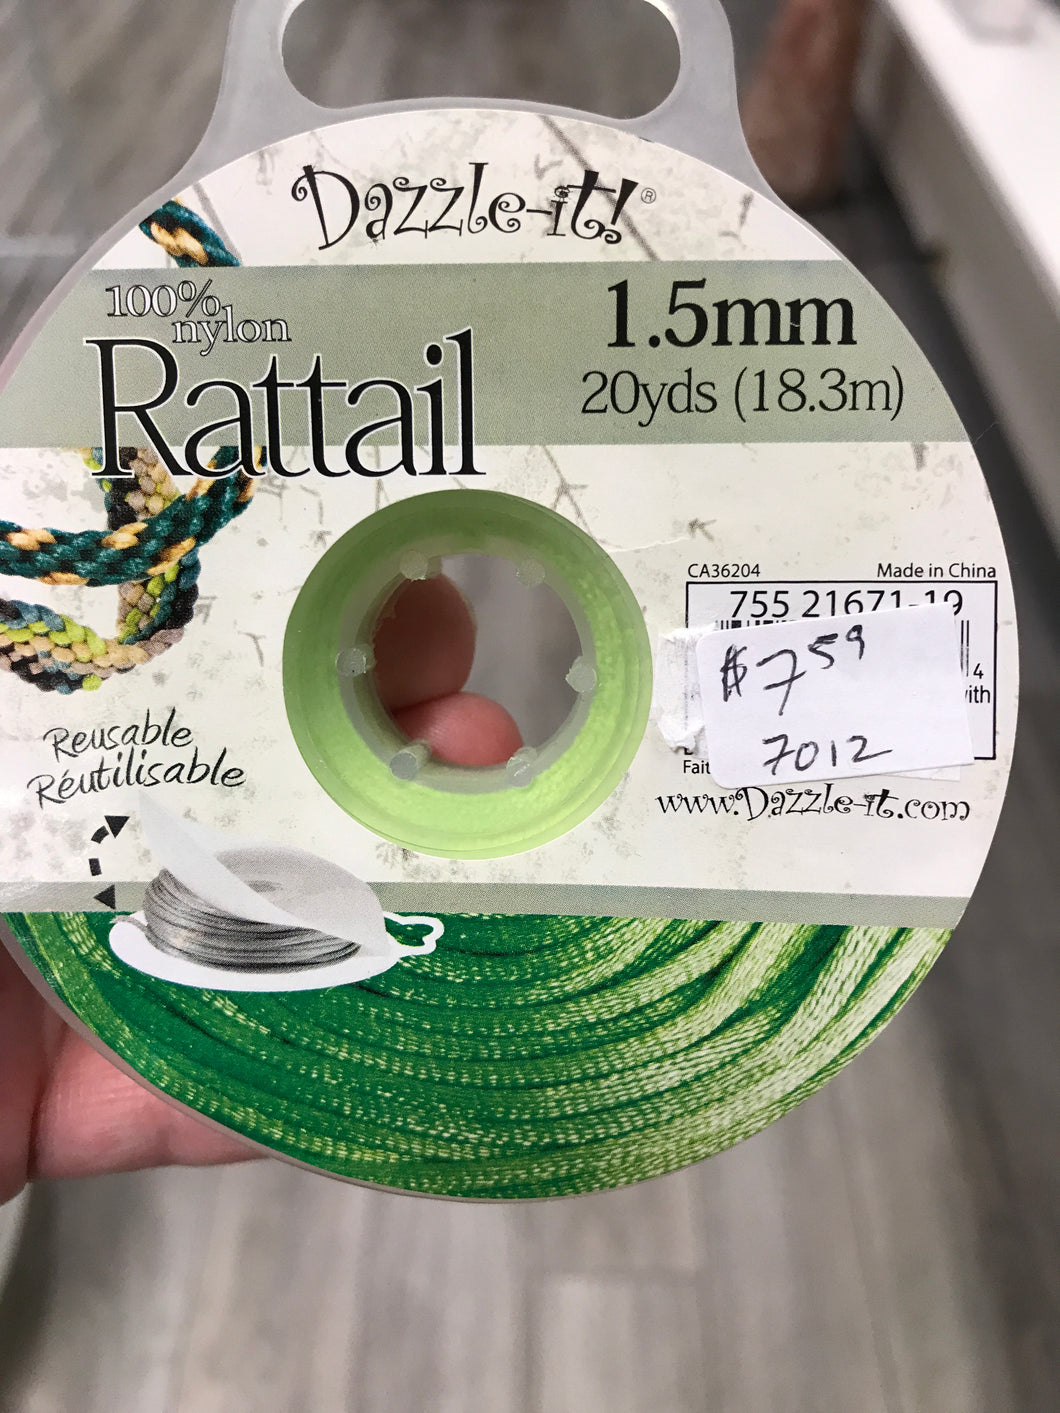 Dazzle-it!®
100%
nylon
Rattail
1.5mm
20yds (18.3m)
CA36204 Made in China
755 21671-19
$7⁵⁹
4
7012
www.Dazzle-it.com
Reusable
Réutilisable